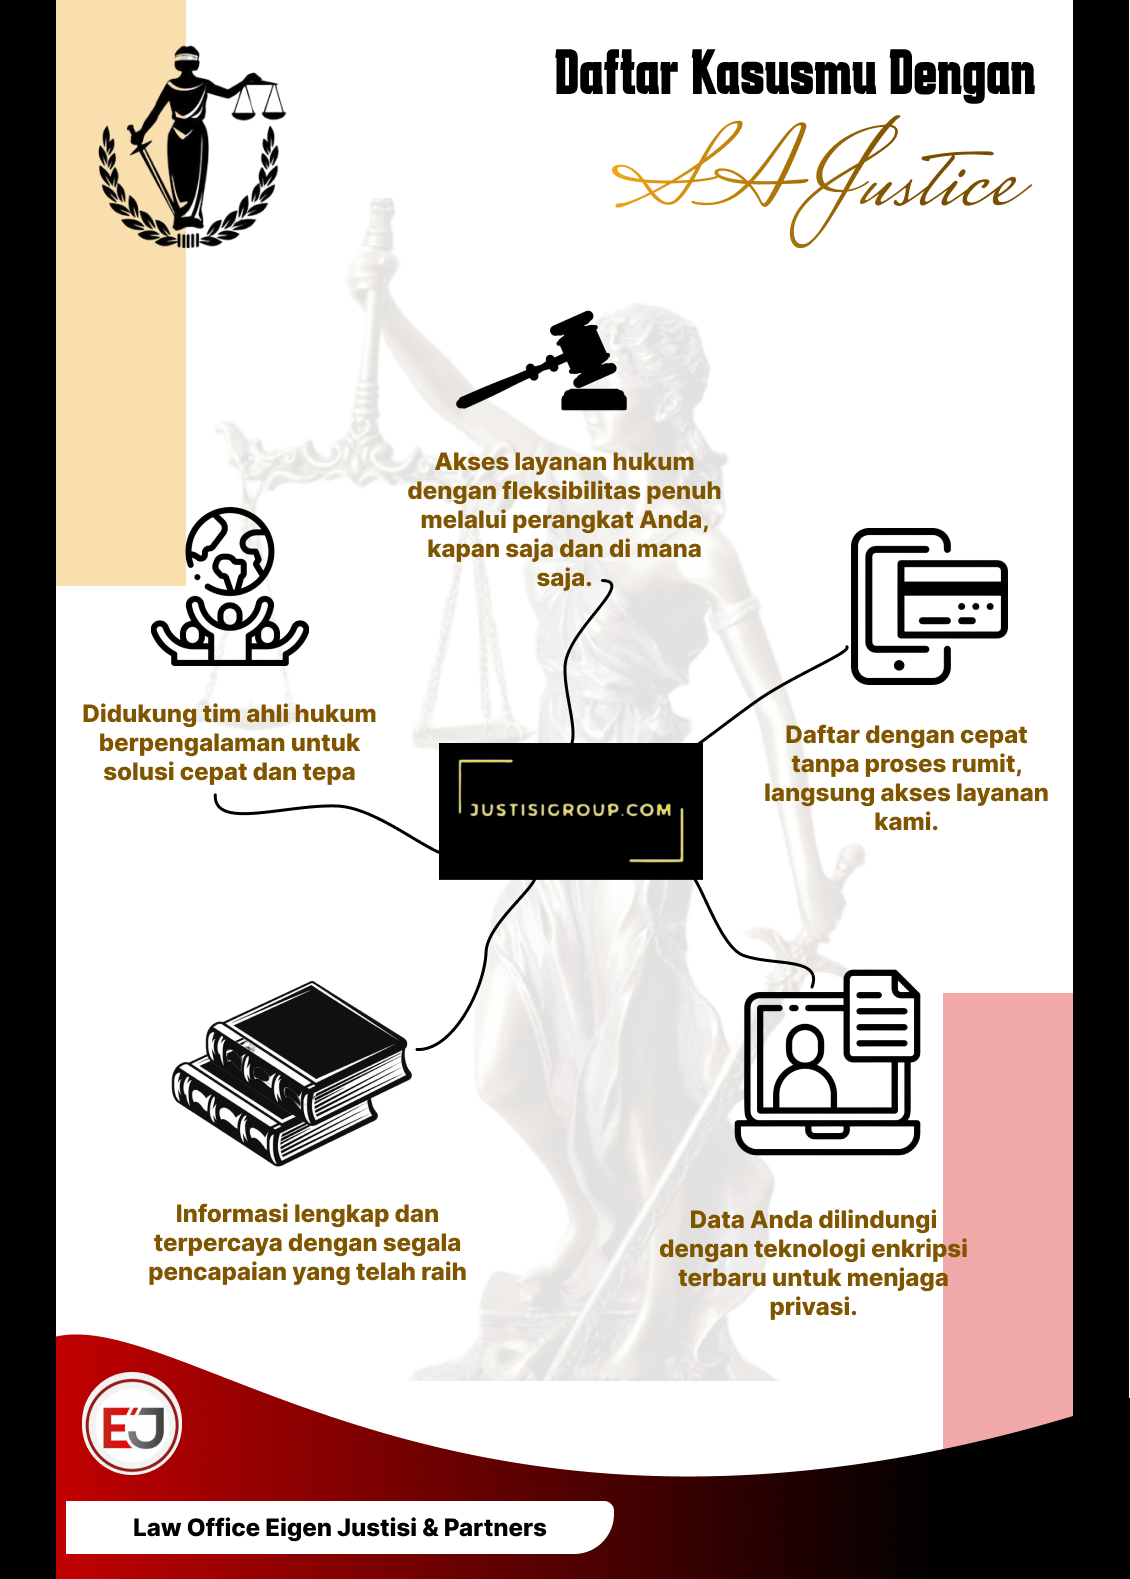 Daftar Kasusmu Dengan
SA Justice
Akses layanan hukum
dengan fleksibilitas penuh
melalui perangkat Anda,
kapan saja dan di mana
saja.
Didukung tim ahli hukum
berpengalaman untuk
solusi cepat dan tepa
Daftar dengan cepat
tanpa proses rumit,
langsung akses layanan
kami.
JUSTISIGROUP.COM
Informasi lengkap dan
terpercaya dengan segala
pencapaian yang telah raih
Data Anda dilindungi
dengan teknologi enkripsi
terbaru untuk menjaga
privasi.
E"J
Law Office Eigen Justisi & Partners